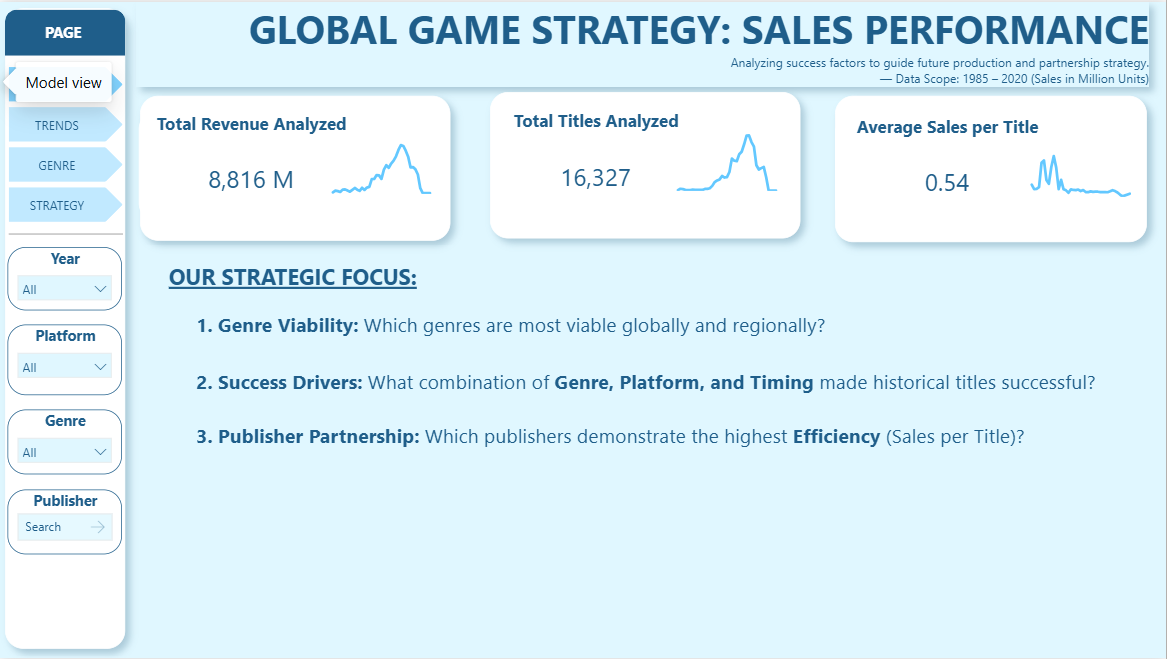 PAGE
Model view
TRENDS
GENRE
STRATEGY
Year
All
Platform
All
Genre
All
Publisher
Search
GLOBAL GAME STRATEGY: SALES PERFORMANCE
Analyzing success factors to guide future production and partnership strategy.
— Data Scope: 1985 – 2020 (Sales in Million Units)
Total Revenue Analyzed
8,816 M
Total Titles Analyzed
16,327
Average Sales per Title
0.54
OUR STRATEGIC FOCUS:
1. Genre Viability: Which genres are most viable globally and regionally?
2. Success Drivers: What combination of Genre, Platform, and Timing made historical titles successful?
3. Publisher Partnership: Which publishers demonstrate the highest Efficiency (Sales per Title)?